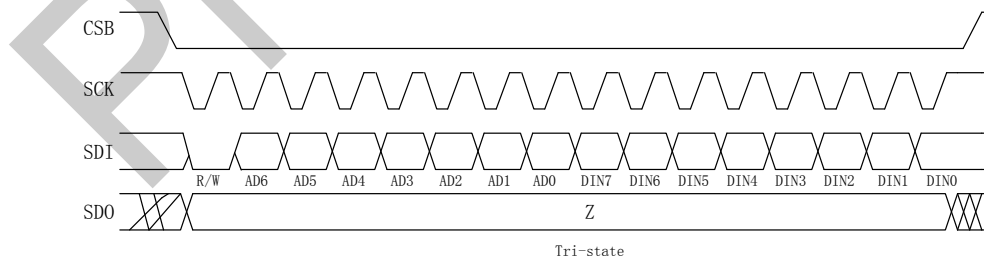 CSB
SCK
SDI
R/W AD6 AD5 AD4 AD3 AD2 AD1 AD0 DIN7 DIN6 DIN5 DIN4 DIN3 DIN2 DIN1 DIN0
SDO Z
Tri-state